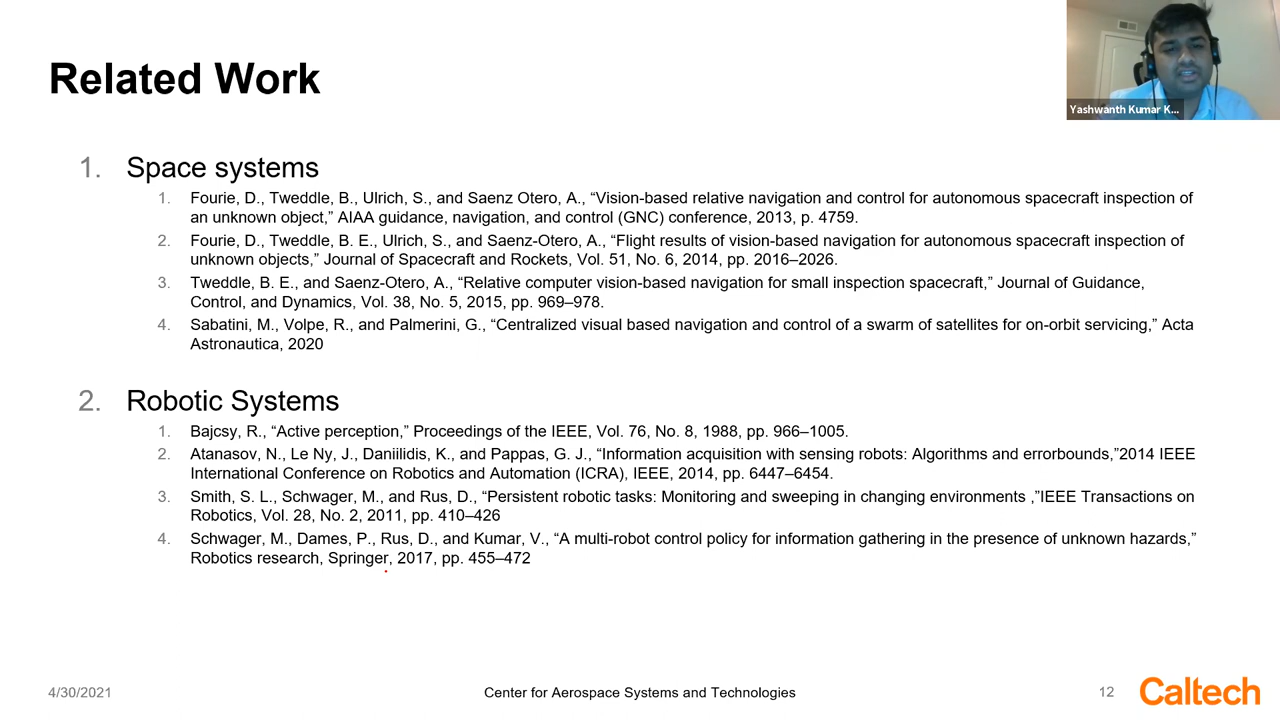 Related Work
Yashwanth Kumar K...
1. Space systems
1. Fourie, D., Tweddle, B., Ulrich, S., and Saenz Otero, A., “Vision-based relative navigation and control for autonomous spacecraft inspection of
an unknown object,” AIAA guidance, navigation, and control (GNC) conference, 2013, p. 4759.
2. Fourie, D., Tweddle, B. E., Ulrich, S., and Saenz-Otero, A., “Flight results of vision-based navigation for autonomous spacecraft inspection of
unknown objects,” Journal of Spacecraft and Rockets, Vol. 51, No. 6, 2014, pp. 2016–2026.
3. Tweddle, B. E., and Saenz-Otero, A., “Relative computer vision-based navigation for small inspection spacecraft,” Journal of Guidance,
Control, and Dynamics, Vol. 38, No. 5, 2015, pp. 969–978.
4. Sabatini, M., Volpe, R., and Palmerini, G., “Centralized visual based navigation and control of a swarm of satellites for on-orbit servicing,” Acta
Astronautica, 2020
2. Robotic Systems
1. Bajcsy, R., “Active perception,” Proceedings of the IEEE, Vol. 76, No. 8, 1988, pp. 966–1005.
2. Atanasov, N., Le Ny, J., Daniilidis, K., and Pappas, G. J., “Information acquisition with sensing robots: Algorithms and errorbounds,”2014 IEEE
International Conference on Robotics and Automation (ICRA), IEEE, 2014, pp. 6447–6454.
3. Smith, S. L., Schwager, M., and Rus, D., “Persistent robotic tasks: Monitoring and sweeping in changing environments ,”IEEE Transactions on
Robotics, Vol. 28, No. 2, 2011, pp. 410–426
4. Schwager, M., Dames, P., Rus, D., and Kumar, V., “A multi-robot control policy for information gathering in the presence of unknown hazards,”
Robotics research, Springer, 2017, pp. 455–472
4/30/2021
Center for Aerospace Systems and Technologies
12
Caltech